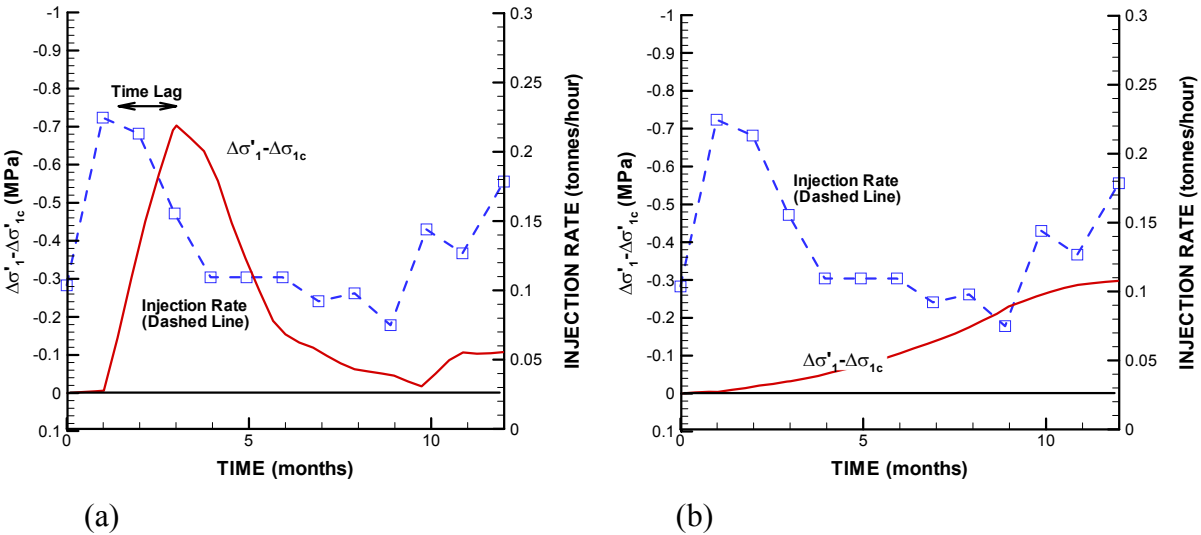 -1
-0.9
-0.8
-0.7
-0.6
-0.5
-0.4
-0.3
-0.2
-0.1
0
0.1
Δσ'₁-Δσ'₁c (MPa)
Time Lag
Δσ'₁-Δσ₁c
Injection Rate
(Dashed Line)
0.3
0.25
0.2
0.15
0.1
0.05
0
INJECTION RATE (tonnes/hour)
0 5 10
TIME (months)
(a)
-1
-0.9
-0.8
-0.7
-0.6
-0.5
-0.4
-0.3
-0.2
-0.1
0
0.1
Δσ'₁-Δσ'₁c (MPa)
Injection Rate
(Dashed Line)
Δσ'₁-Δσ₁c
0.3
0.25
0.2
0.15
0.1
0.05
0
INJECTION RATE (tonnes/hour)
0 5 10
TIME (months)
(b)